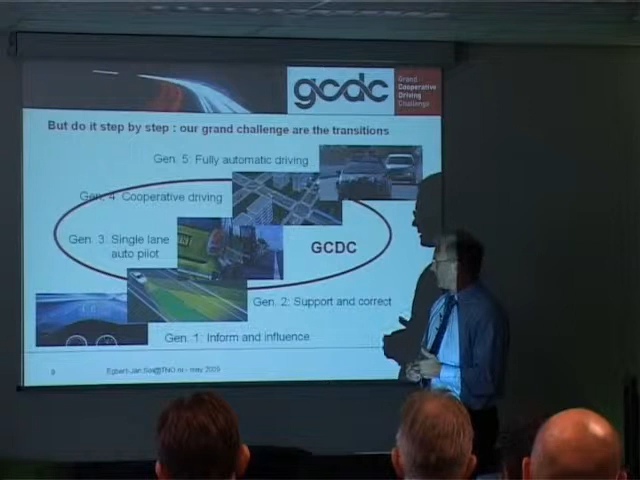 gcdc
Grand
Cooperative
Driving
Challenge
But do it step by step : our grand challenge are the transitions
Gen. 5: Fully automatic driving
Gen. 4: Cooperative driving
Gen. 3: Single lane
auto pilot
GCDC
Gen. 2: Support and correct
Gen. 1: Inform and influence
9